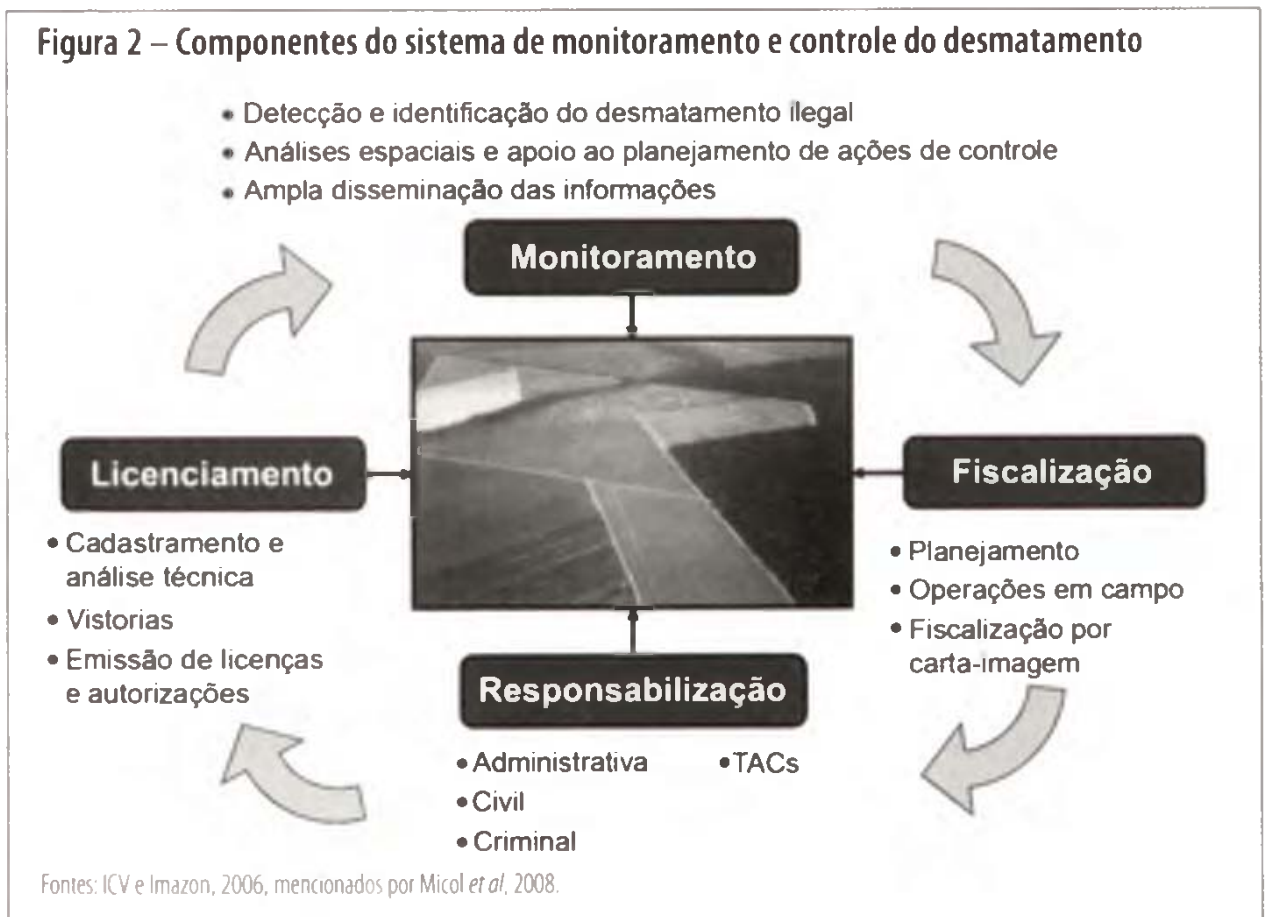 Figura 2 – Componentes do sistema de monitoramento e controle do desmatamento
• Detecção e identificação do desmatamento ilegal
• Análises espaciais e apoio ao planejamento de ações de controle
• Ampla disseminação das informações
Monitoramento
Licenciamento
• Cadastramento e
análise técnica
• Vistorias
• Emissão de licenças
e autorizações
Fiscalização
• Planejamento
• Operações em campo
• Fiscalização por
carta-imagem
Responsabilização
• Administrativa
• Civil
• Criminal
• TACs
Fontes: ICV e Imazon, 2006, mencionados por Micol et al, 2008.